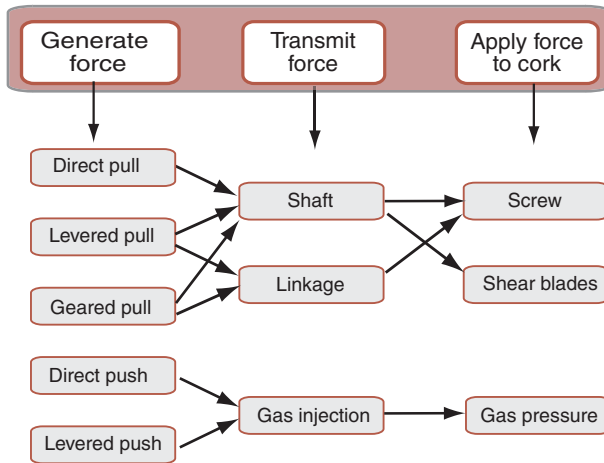 Generate
force
Transmit
force
Apply force
to cork
Direct pull
Levered pull
Geared pull
Direct push
Levered push
Shaft
Linkage
Gas injection
Screw
Shear blades
Gas pressure